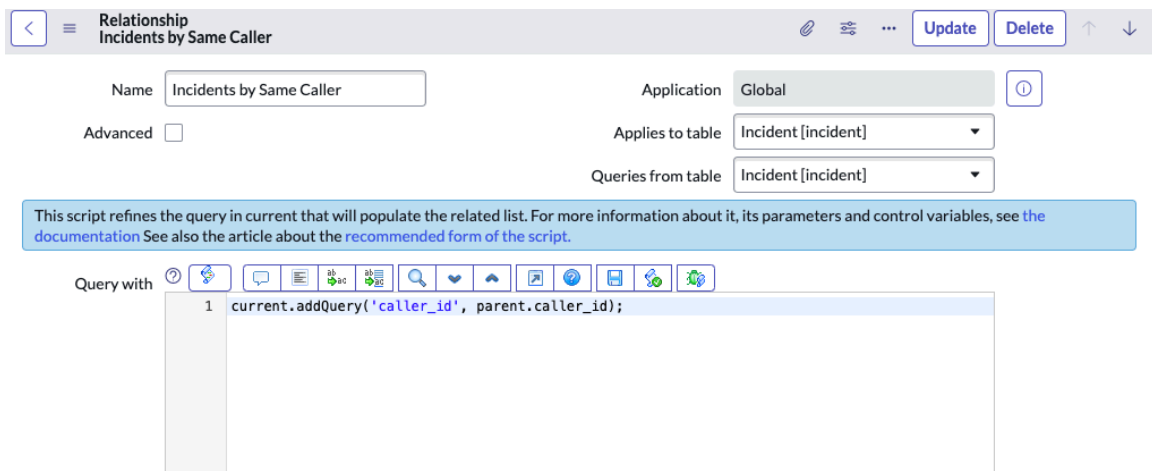 Relationship
Incidents by Same Caller
Update
Delete
Name
Incidents by Same Caller
Application
Global
Advanced
Applies to table
Incident [incident]
Queries from table
Incident [incident]
This script refines the query in current that will populate the related list. For more information about it, its parameters and control variables, see the
documentation See also the article about the recommended form of the script.
Query with
1 current.addQuery('caller_id', parent.caller_id);